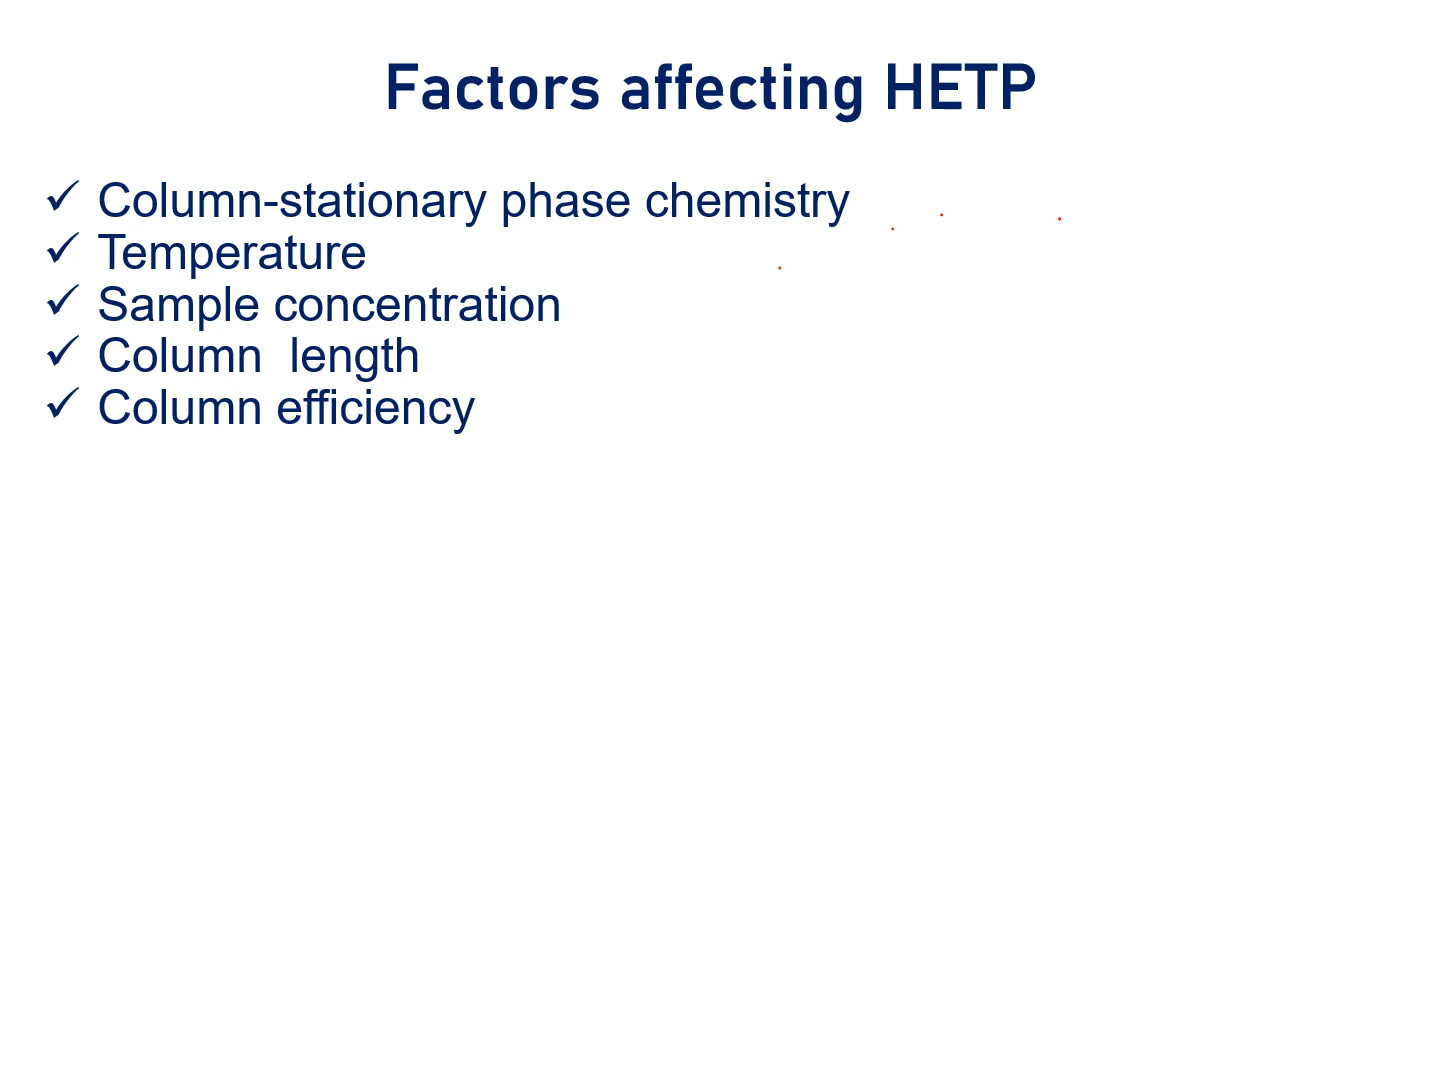 Factors affecting HETP
✓ Column-stationary phase chemistry
✓ Temperature
✓ Sample concentration
✓ Column  length
✓ Column efficiency